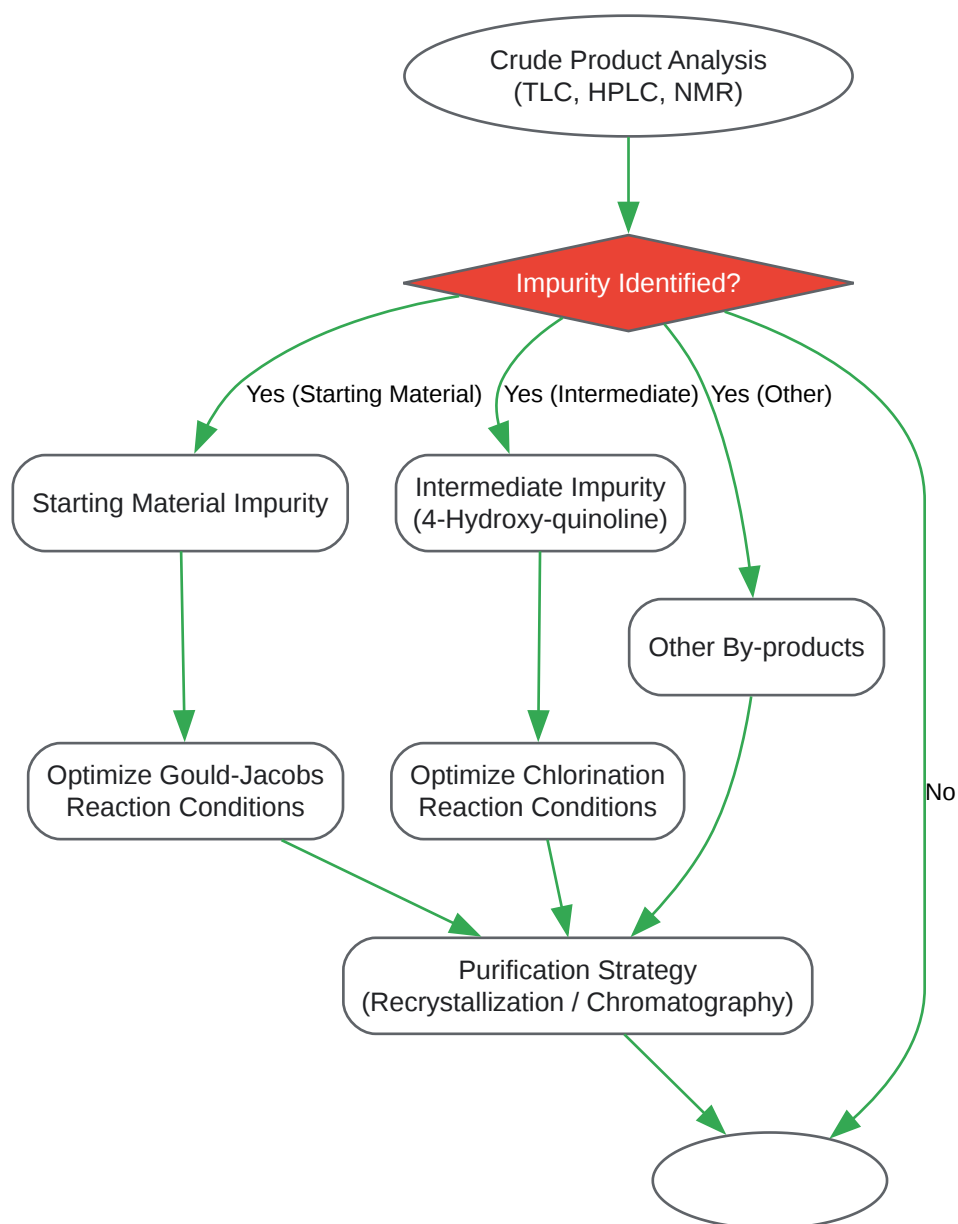 Crude Product Analysis
(TLC, HPLC, NMR)
Impurity Identified?
Yes (Starting Material)
Yes (Intermediate)
Yes (Other)
Starting Material Impurity
Intermediate Impurity
(4-Hydroxy-quinoline)
Other By-products
Optimize Gould-Jacobs
Reaction Conditions
Optimize Chlorination
Reaction Conditions
No
Purification Strategy
(Recrystallization / Chromatography)